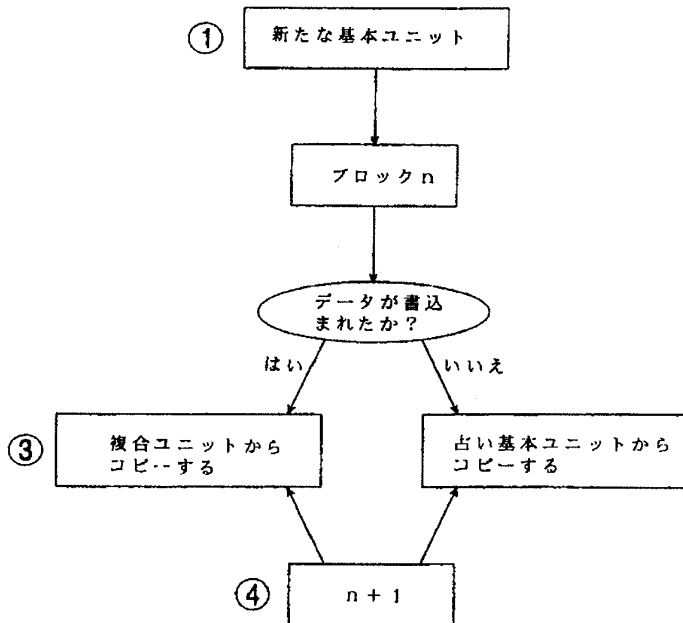 ①
新たな基本ユニット
ブロックn
データが書込
まれたか?
はい
いいえ
③
複合ユニットから
コピーする
占い基本ユニットから
コピーする
④
n+1